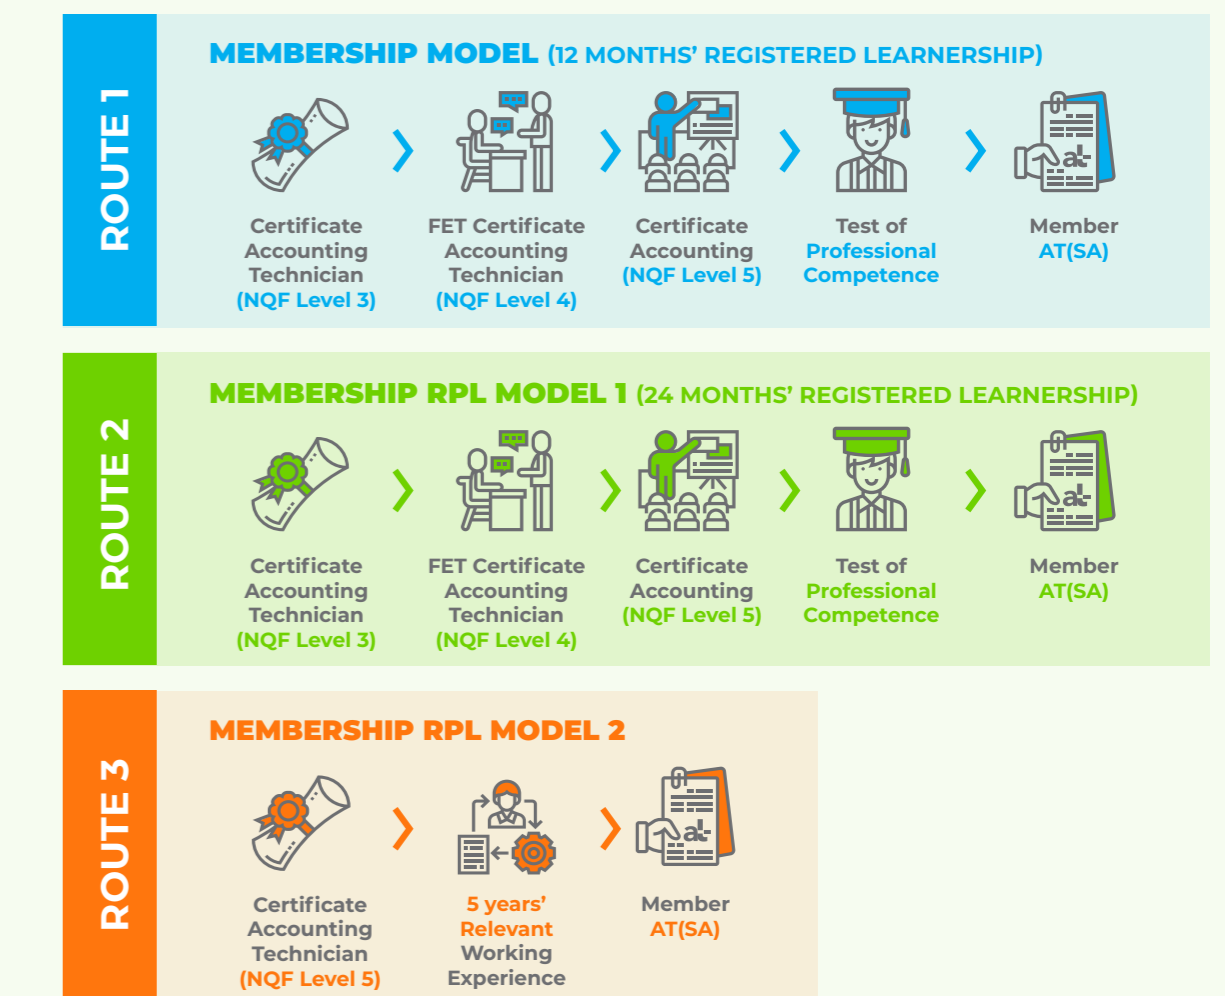 ROUTE 1
MEMBERSHIP MODEL (12 MONTHS' REGISTERED LEARNERSHIP)
at-
Certificate
Accounting
Technician
(NQF Level 3)
FET Certificate
Accounting
Technician
(NQF Level 4)
Certificate
Accounting
(NQF Level 5)
Test of
Professional
Competence
Member
AT(SA)
ROUTE 2
MEMBERSHIP RPL MODEL 1 (24 MONTHS' REGISTERED LEARNERSHIP)
at-
Certificate
Accounting
Technician
(NQF Level 3)
FET Certificate
Accounting
Technician
(NQF Level 4)
Certificate
Accounting
(NQF Level 5)
Test of
Professional
Competence
Member
AT(SA)
ROUTE 3
MEMBERSHIP RPL MODEL 2
at-
Certificate
Accounting
Technician
(NQF Level 5)
5 years'
Relevant
Working
Experience
Member
AT(SA)